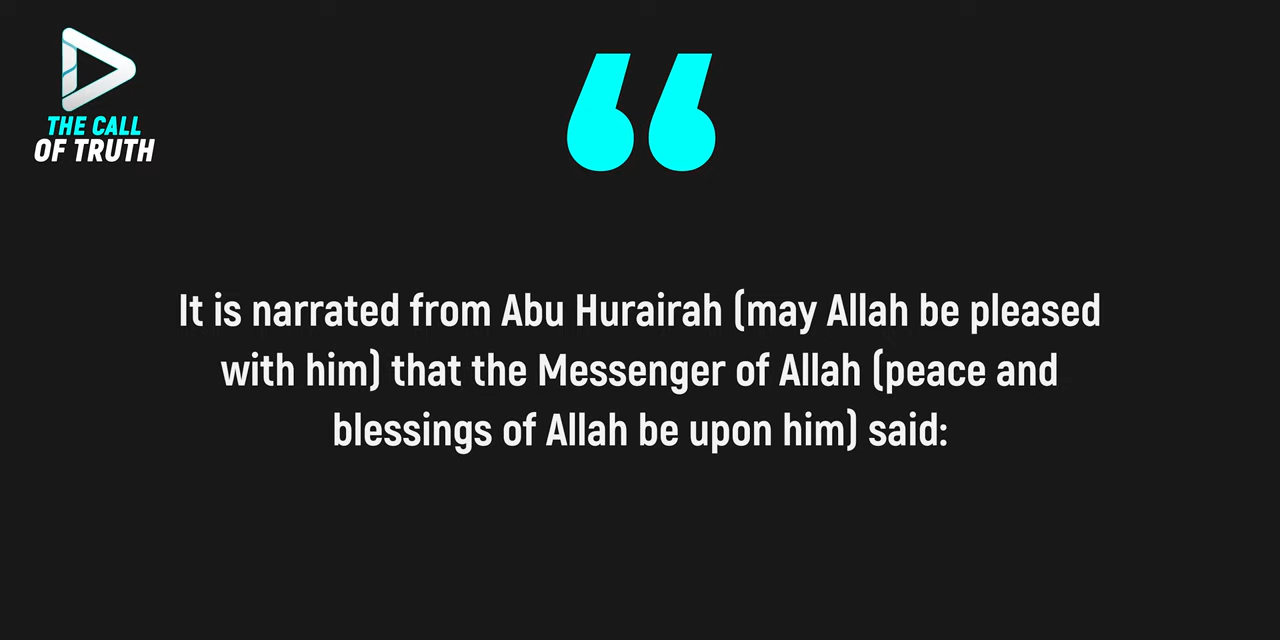 THE CALL
OF TRUTH
“
It is narrated from Abu Hurairah (may Allah be pleased
with him) that the Messenger of Allah (peace and
blessings of Allah be upon him) said: